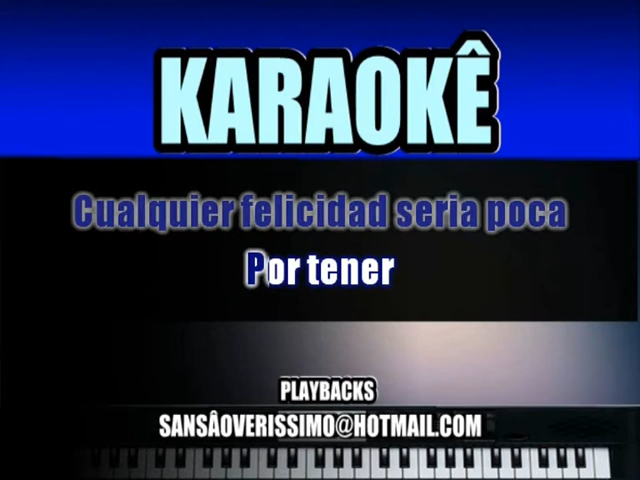 KARAOKÊ
Cualquier felicidad seria poca
Por tener
PLAYBACKS
SANSÂOVERISSIMO@HOTMAIL.COM